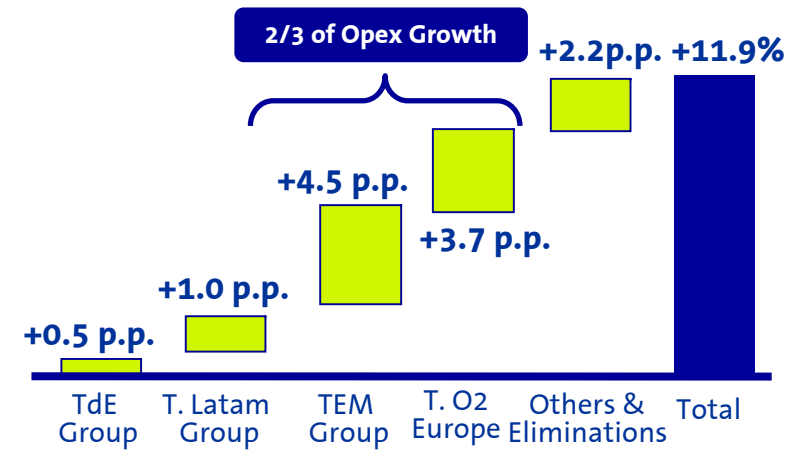 2/3 of Opex Growth
+2.2p.p. +11.9%
+4.5 p.p.
+3.7 p.p.
+1.0 p.p.
+0.5 p.p.
TdE
Group
T. Latam
Group
TEM
Group
T. O2
Europe
Others &
Eliminations
Total